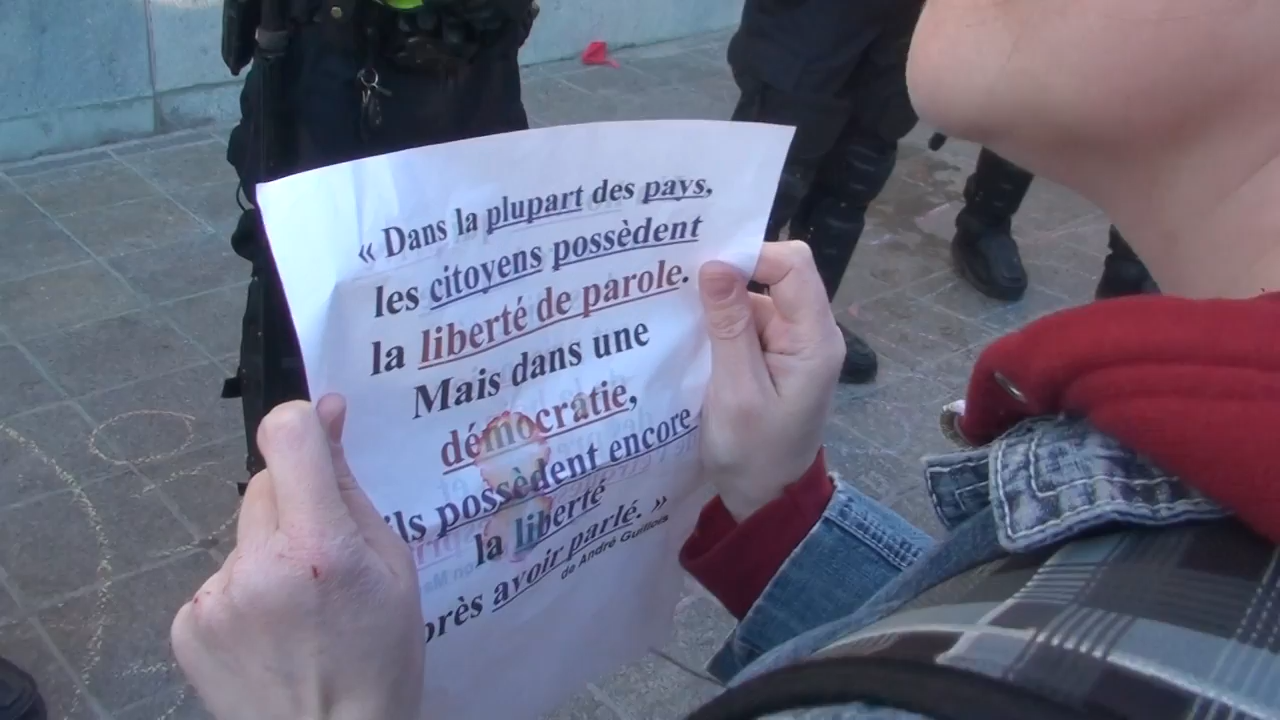 « Dans la plupart des pays,
les citoyens possèdent
la liberté de parole.
Mais dans une
démocratie,
ils possèdent encore
la liberté
près avoir parlé. »
de André Guillois